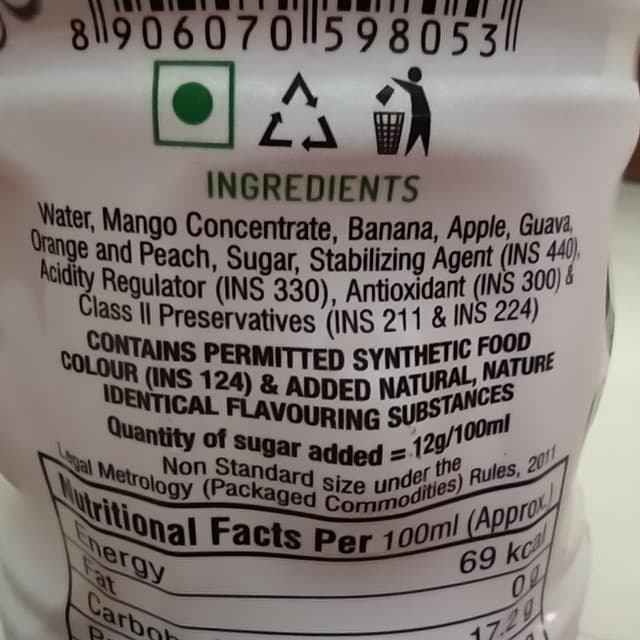 8 906070 598053
INGREDIENTS
Water, Mango Concentrate, Banana, Apple, Guava,
Orange and Peach, Sugar, Stabilizing Agent (INS 440),
Acidity Regulator (INS 330), Antioxidant (INS 300) &
Class II Preservatives (INS 211 & INS 224)
CONTAINS PERMITTED SYNTHETIC FOOD
COLOUR (INS 124) & ADDED NATURAL, NATURE
IDENTICAL FLAVOURING SUBSTANCES
Quantity of sugar added = 12g/100ml
Non Standard size under the
Legal Metrology (Packaged Commodities) Rules, 2011
Nutritional Facts Per 100ml (Approx.)
Energy 69 kcal
Fat 0 g
Carboh 17.2 g